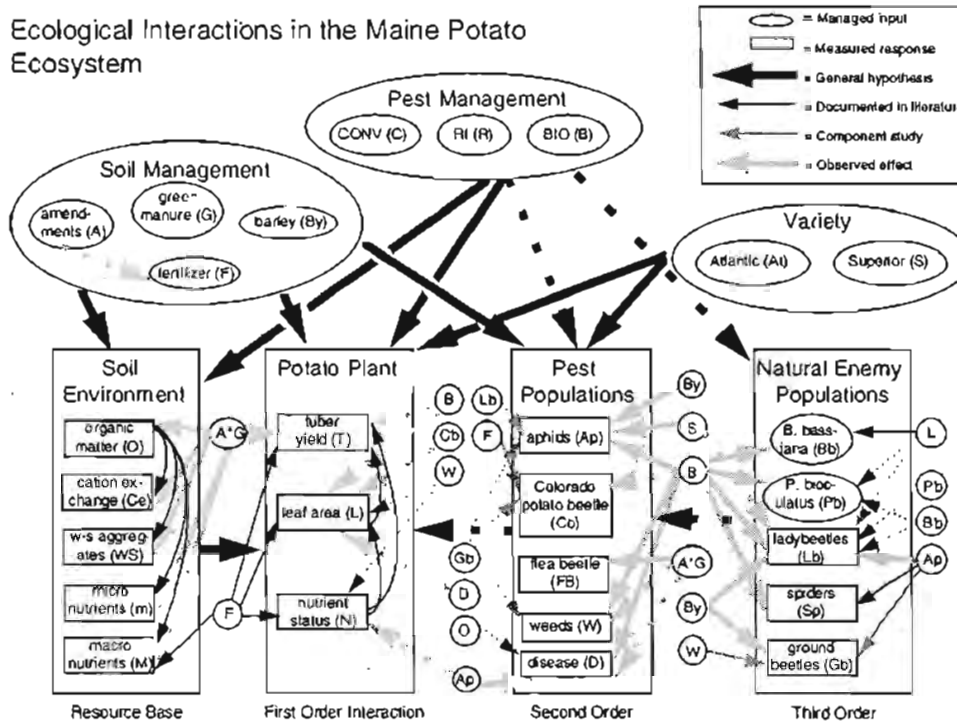 Ecological Interactions in the Maine Potato
Ecosystem
= Managed input
= Measured response
= General hypothesis
= Documented in literature
= Component study
= Observed effect
Pest Management
CONV (C)
RI (R)
BIO (B)
Soil Management
amend-
ments (A)
green
manure (G)
barley (By)
fertilizer (F)
Variety
Atlantic (At)
Superior (S)
Soil
Environment
organic
matter (O)
cation ex-
change (Ce)
w-s aggreg-
ates (WS)
micro
nutrients (m)
macro
nutrients (M)
A*G
F
Potato Plant
tuber
yield (T)
leaf area (L)
nutrient
status (N)
B
Lb
Cb
F
W
Gb
D
O
Ap
Pest
Populations
aphids (Ap)
Colorado
potato beetle
(Co)
flea beetle
(FB)
weeds (W)
disease (D)
By
S
B
A*G
By
W
Natural Enemy
Populations
B. bass-
iana (Bb)
P. bioc-
ulatus (Pb)
ladybeetles
(Lb)
spiders
(Sp)
ground
beetles (Gb)
L
Pb
Bb
Ap
Resource Base
First Order Interaction
Second Order
Third Order